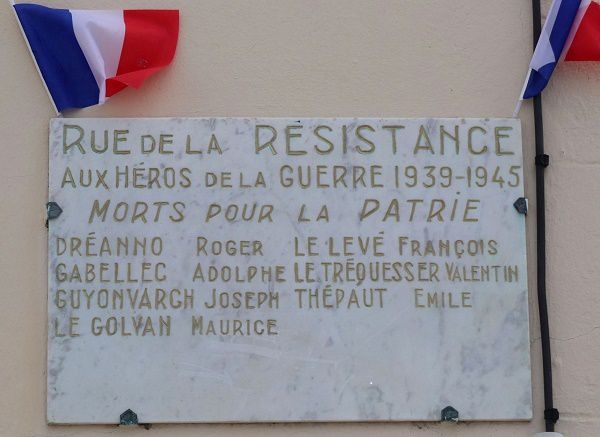 RUE DE LA RÉSISTANCE
AUX HÉROS DE LA GUERRE 1939-1945
MORTS POUR LA PATRIE
DRÉANNO ROGER LE LEVÉ FRANÇOIS
GABELLEC ADOLPHE LE TRÉQUESSER VALENTIN
GUYONVARCH JOSEPH THÉPAUT EMILE
LE GOLVAN MAURICE